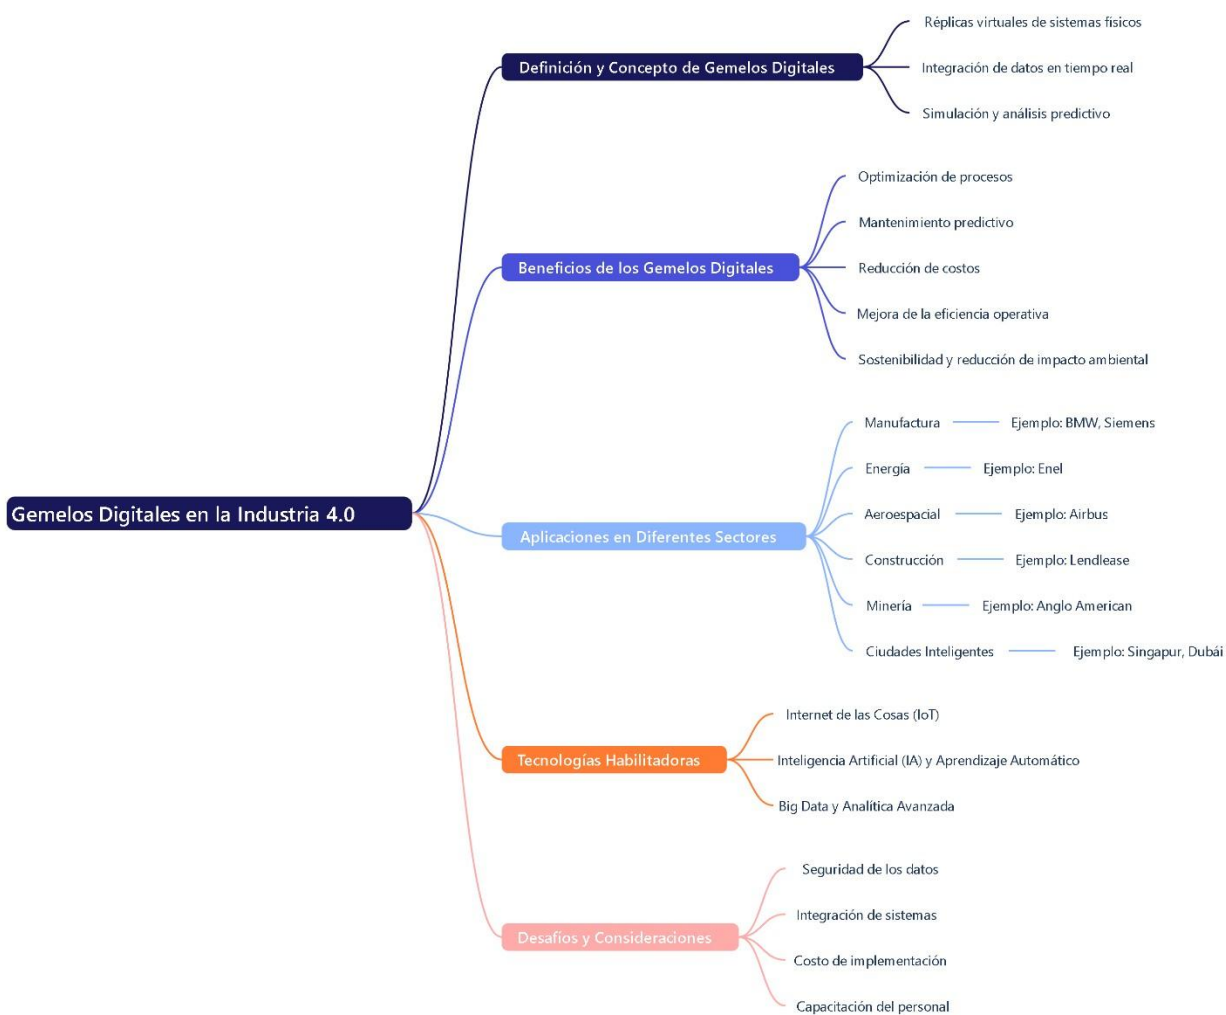 Gemelos Digitales en la Industria 4.0
Definición y Concepto de Gemelos Digitales
Réplicas virtuales de sistemas físicos
Integración de datos en tiempo real
Simulación y análisis predictivo
Beneficios de los Gemelos Digitales
Optimización de procesos
Mantenimiento predictivo
Reducción de costos
Mejora de la eficiencia operativa
Sostenibilidad y reducción de impacto ambiental
Aplicaciones en Diferentes Sectores
Manufactura
Ejemplo: BMW, Siemens
Energía
Ejemplo: Enel
Aeroespacial
Ejemplo: Airbus
Construcción
Ejemplo: Lendlease
Minería
Ejemplo: Anglo American
Ciudades Inteligentes
Ejemplo: Singapur, Dubái
Tecnologías Habilitadoras
Internet de las Cosas (IoT)
Inteligencia Artificial (IA) y Aprendizaje Automático
Big Data y Analítica Avanzada
Desafíos y Consideraciones
Seguridad de los datos
Integración de sistemas
Costo de implementación
Capacitación del personal